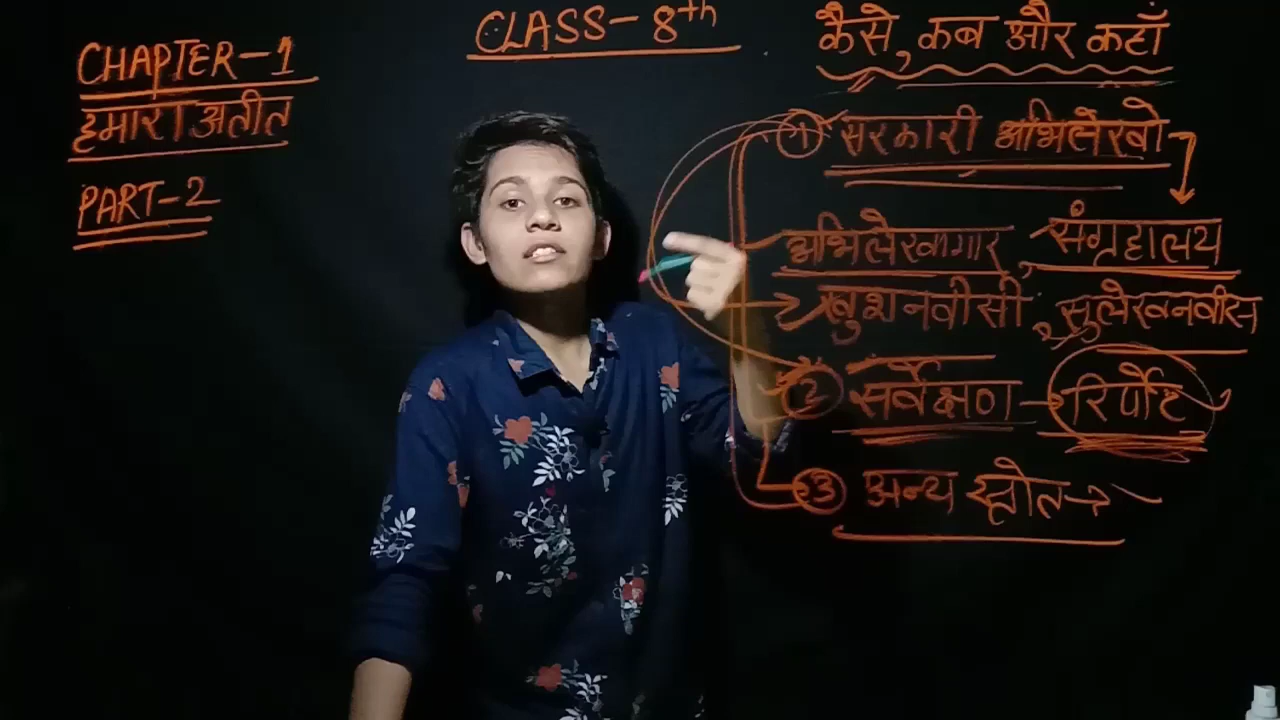 CLASS-8th
CHAPTER-1
हमारा अतीत
PART-2
कैसे, कब और कहाँ
1 सरकारी अभिलेखो
अभिलेखागार, संग्रहालय
खुशनवीसी, सुलेखनवीस
2 सर्वेक्षण - रिर्पोट
3 अन्य स्त्रोत